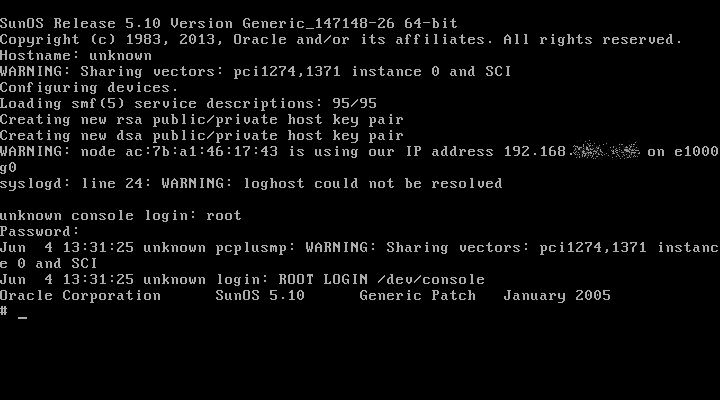 SunOS Release 5.10 Version Generic_147148-26 64-bit
Copyright (c) 1983, 2013, Oracle and/or its affiliates. All rights reserved.
Hostname: unknown
WARNING: Sharing vectors: pci1274,1371 instance 0 and SCI
Configuring devices.
Loading smf(5) service descriptions: 95/95
Creating new rsa public/private host key pair
Creating new dsa public/private host key pair
WARNING: node ac:7b:a1:46:17:43 is using our IP address 192.168. on e1000
g0
syslogd: line 24: WARNING: loghost could not be resolved
unknown console login: root
Password:
Jun  4 13:31:25 unknown pcplusmp: WARNING: Sharing vectors: pci1274,1371 instanc
e 0 and SCI
Jun  4 13:31:25 unknown login: ROOT LOGIN /dev/console
Oracle Corporation      SunOS 5.10      Generic Patch   January 2005
# _